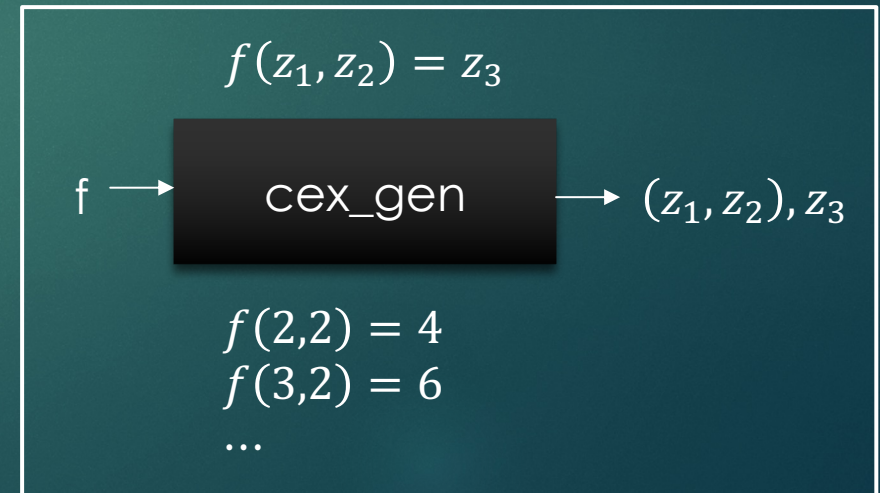 f(z₁, z₂) = z₃
f cex_gen (z₁, z₂), z₃
f(2,2) = 4
f(3,2) = 6
...